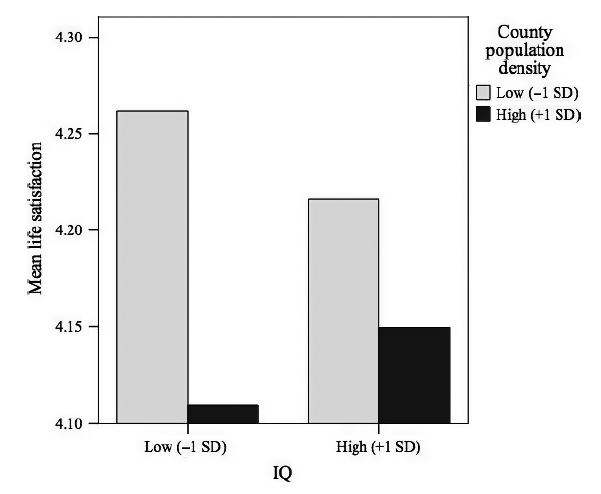 County
population
density
Low (−1 SD)
High (+1 SD)
Mean life satisfaction
4.30
4.25
4.20
4.15
4.10
Low (−1 SD)
High (+1 SD)
IQ